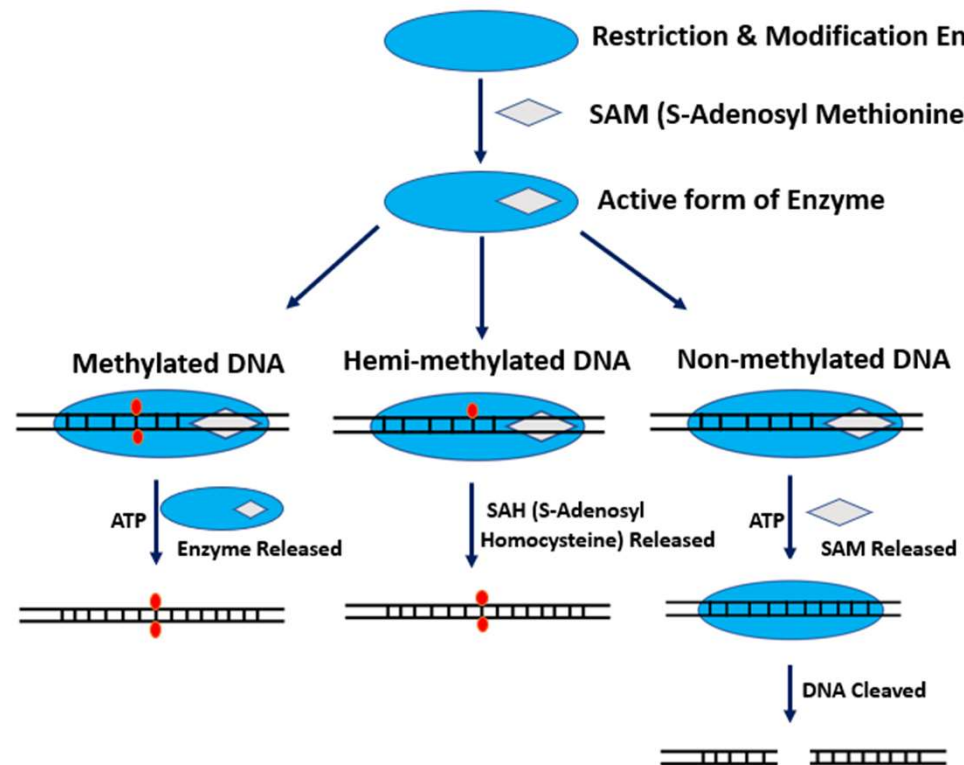 Restriction & Modification En
SAM (S-Adenosyl Methionine
Active form of Enzyme
Methylated DNA
Hemi-methylated DNA
Non-methylated DNA
ATP
Enzyme Released
SAH (S-Adenosyl
Homocysteine) Released
ATP
SAM Released
DNA Cleaved